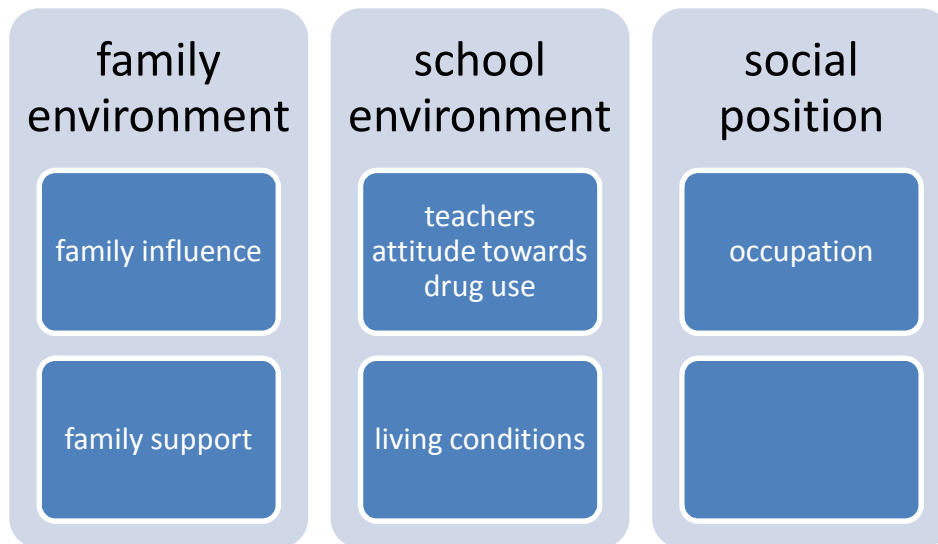 family
environment
family influence
family support
school
environment
teachers
attitude towards
drug use
living conditions
social
position
occupation